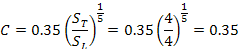 C = 0.35 (S_T / S_L)^{1/5} = 0.35 (4/4)^{1/5} = 0.35